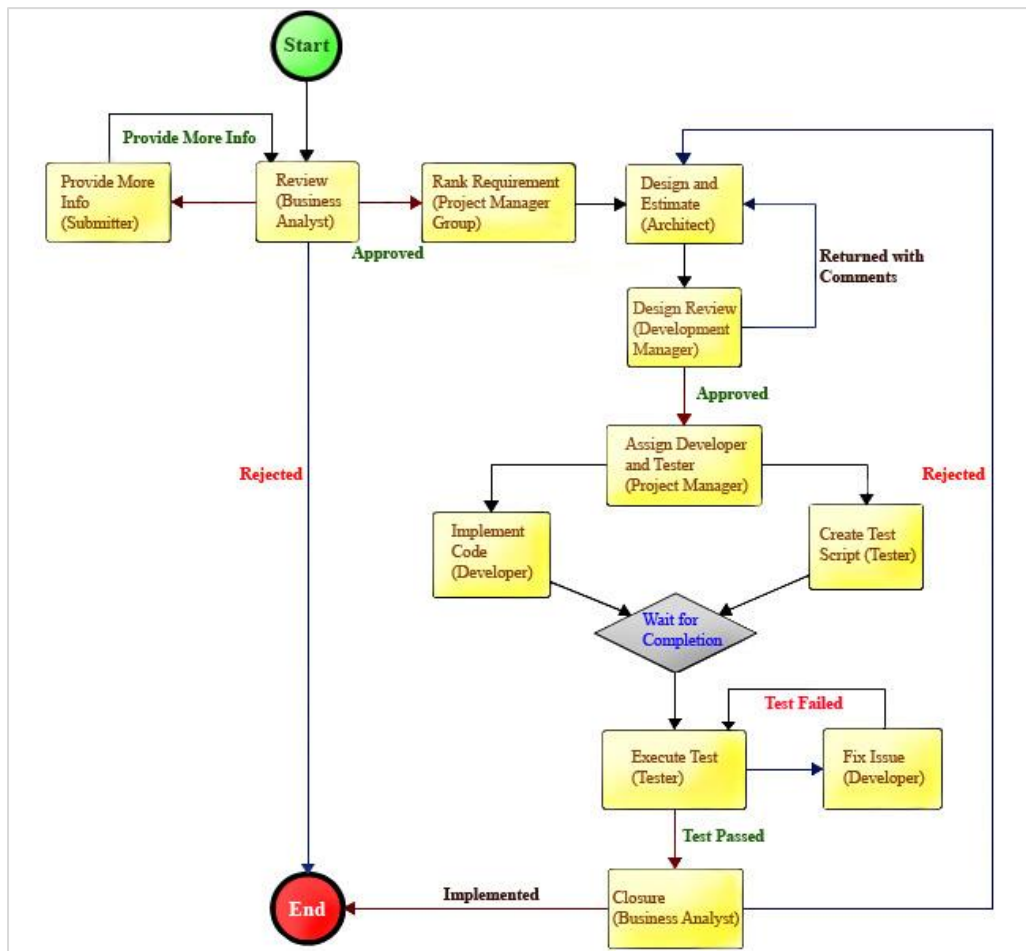 Start
Provide More Info
Provide More
Info
(Submitter)
Review
(Business
Analyst)
Rank Requirement
(Project Manager
Group)
Design and
Estimate
(Architect)
Approved
Returned with
Comments
Design Review
(Development
Manager)
Approved
Assign Developer
and Tester
(Project Manager)
Rejected
Rejected
Implement
Code
(Developer)
Create Test
Script (Tester)
Wait for
Completion
Test Failed
Execute Test
(Tester)
Fix Issue
(Developer)
Test Passed
Implemented
Closure
(Business Analyst)
End